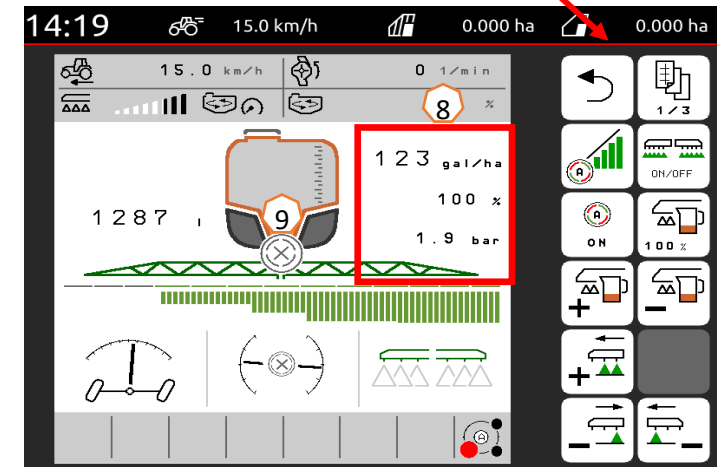 14:19 15.0 km/h 0.000 ha 0.000 ha
15.0 km/h 0 1/min
8 %
1/3
123 gal/ha
ON/OFF
100 %
1287 l
9
1.9 bar
A
A
ON
100 %
+
-
+
-
-
A